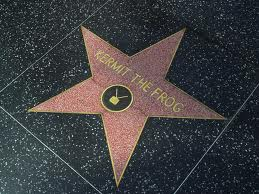 KERMIT THE FROG